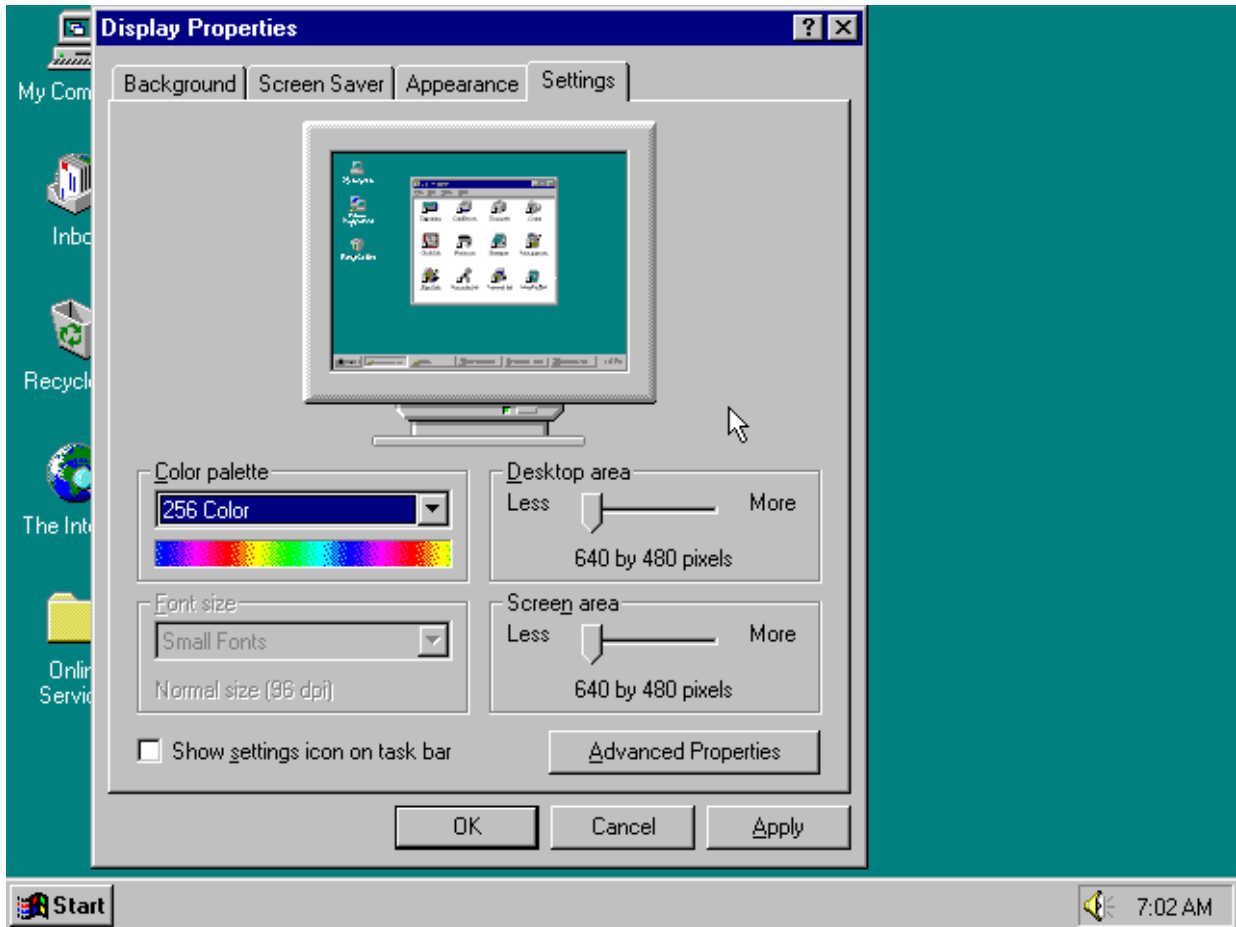 Display Properties
My Com
Background
Screen Saver
Appearance
Settings
Inbo
Recycle
The Inte
Onlin
Servic
Color palette
256 Color
Desktop area
Less
More
640 by 480 pixels
Font size
Small Fonts
Normal size (96 dpi)
Screen area
Less
More
640 by 480 pixels
Show settings icon on task bar
Advanced Properties
OK
Cancel
Apply
Start
7:02 AM